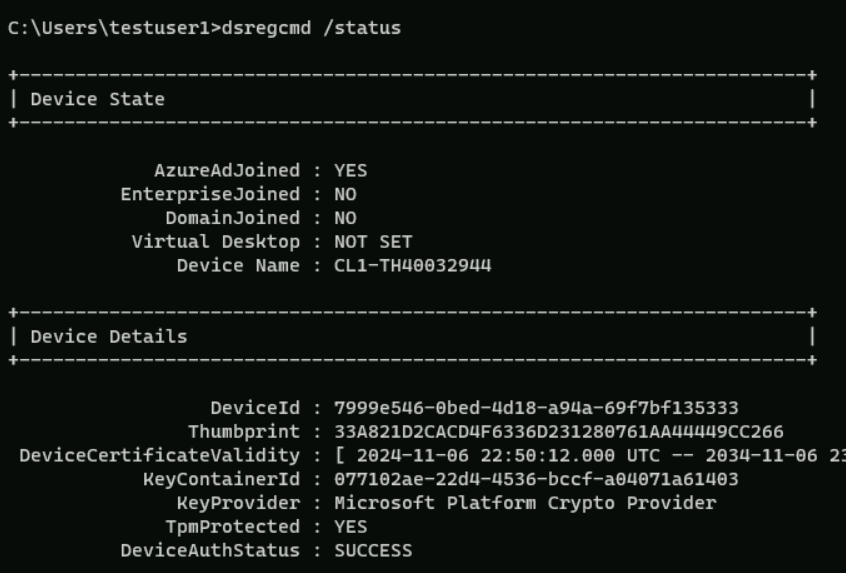 C:\Users\testuser1>dsregcmd /status
+----------------------------------------------------------------------+
| Device State                                                         |
+----------------------------------------------------------------------+
AzureAdJoined : YES
EnterpriseJoined : NO
DomainJoined : NO
Virtual Desktop : NOT SET
Device Name : CL1-TH40032944
+----------------------------------------------------------------------+
| Device Details                                                       |
+----------------------------------------------------------------------+
DeviceId : 7999e546-0bed-4d18-a94a-69f7bf135333
Thumbprint : 33A821D2CACD4F6336D231280761AA44449CC266
DeviceCertificateValidity : [ 2024-11-06 22:50:12.000 UTC -- 2034-11-06 23
KeyContainerId : 077102ae-22d4-4536-bccf-a04071a61403
KeyProvider : Microsoft Platform Crypto Provider
TpmProtected : YES
DeviceAuthStatus : SUCCESS